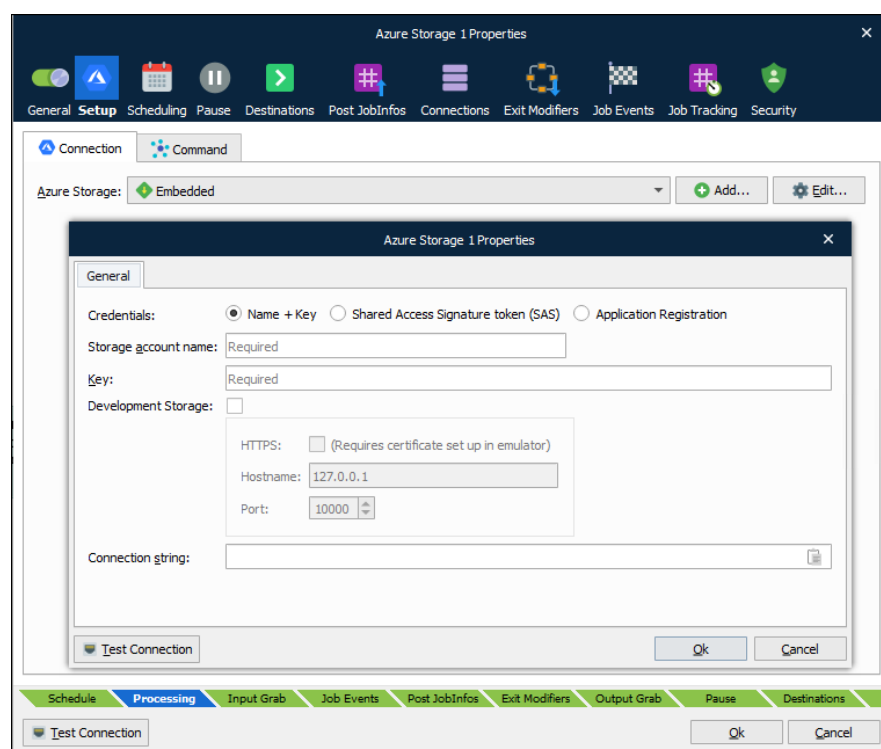 Azure Storage 1 Properties
General Setup Scheduling Pause Destinations Post JobInfos Connections Exit Modifiers Job Events Job Tracking Security
Connection Command
Azure Storage: Embedded Add... Edit...
Azure Storage 1 Properties
General
Credentials: Name + Key Shared Access Signature token (SAS) Application Registration
Storage account name: Required
Key: Required
Development Storage:
HTTPS: (Requires certificate set up in emulator)
Hostname: 127.0.0.1
Port: 10000
Connection string:
Test Connection Ok Cancel
Schedule Processing Input Grab Job Events Post JobInfos Exit Modifiers Output Grab Pause Destinations
Test Connection Ok Cancel